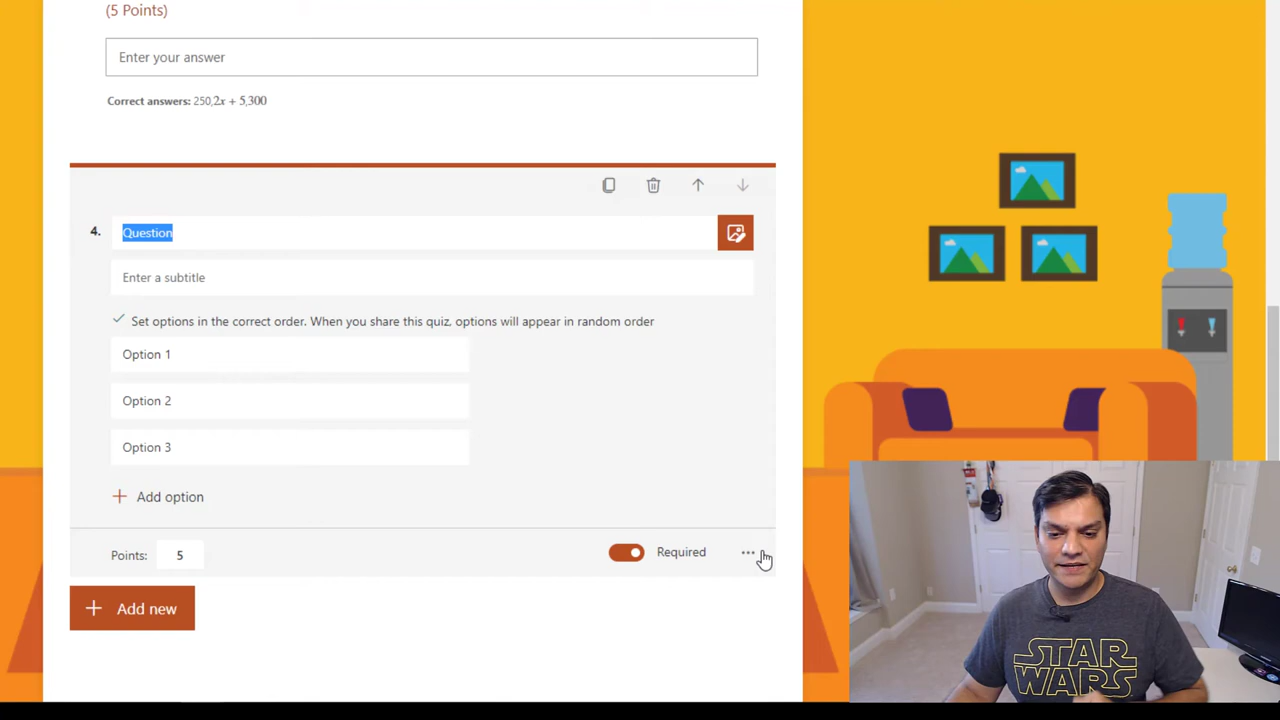 (5 Points)
Enter your answer
Correct answers: 250,2x + 5,300
4. Question
Enter a subtitle
Set options in the correct order. When you share this quiz, options will appear in random order
Option 1
Option 2
Option 3
Add option
Points: 5 Required
Add new
STAR
WARS